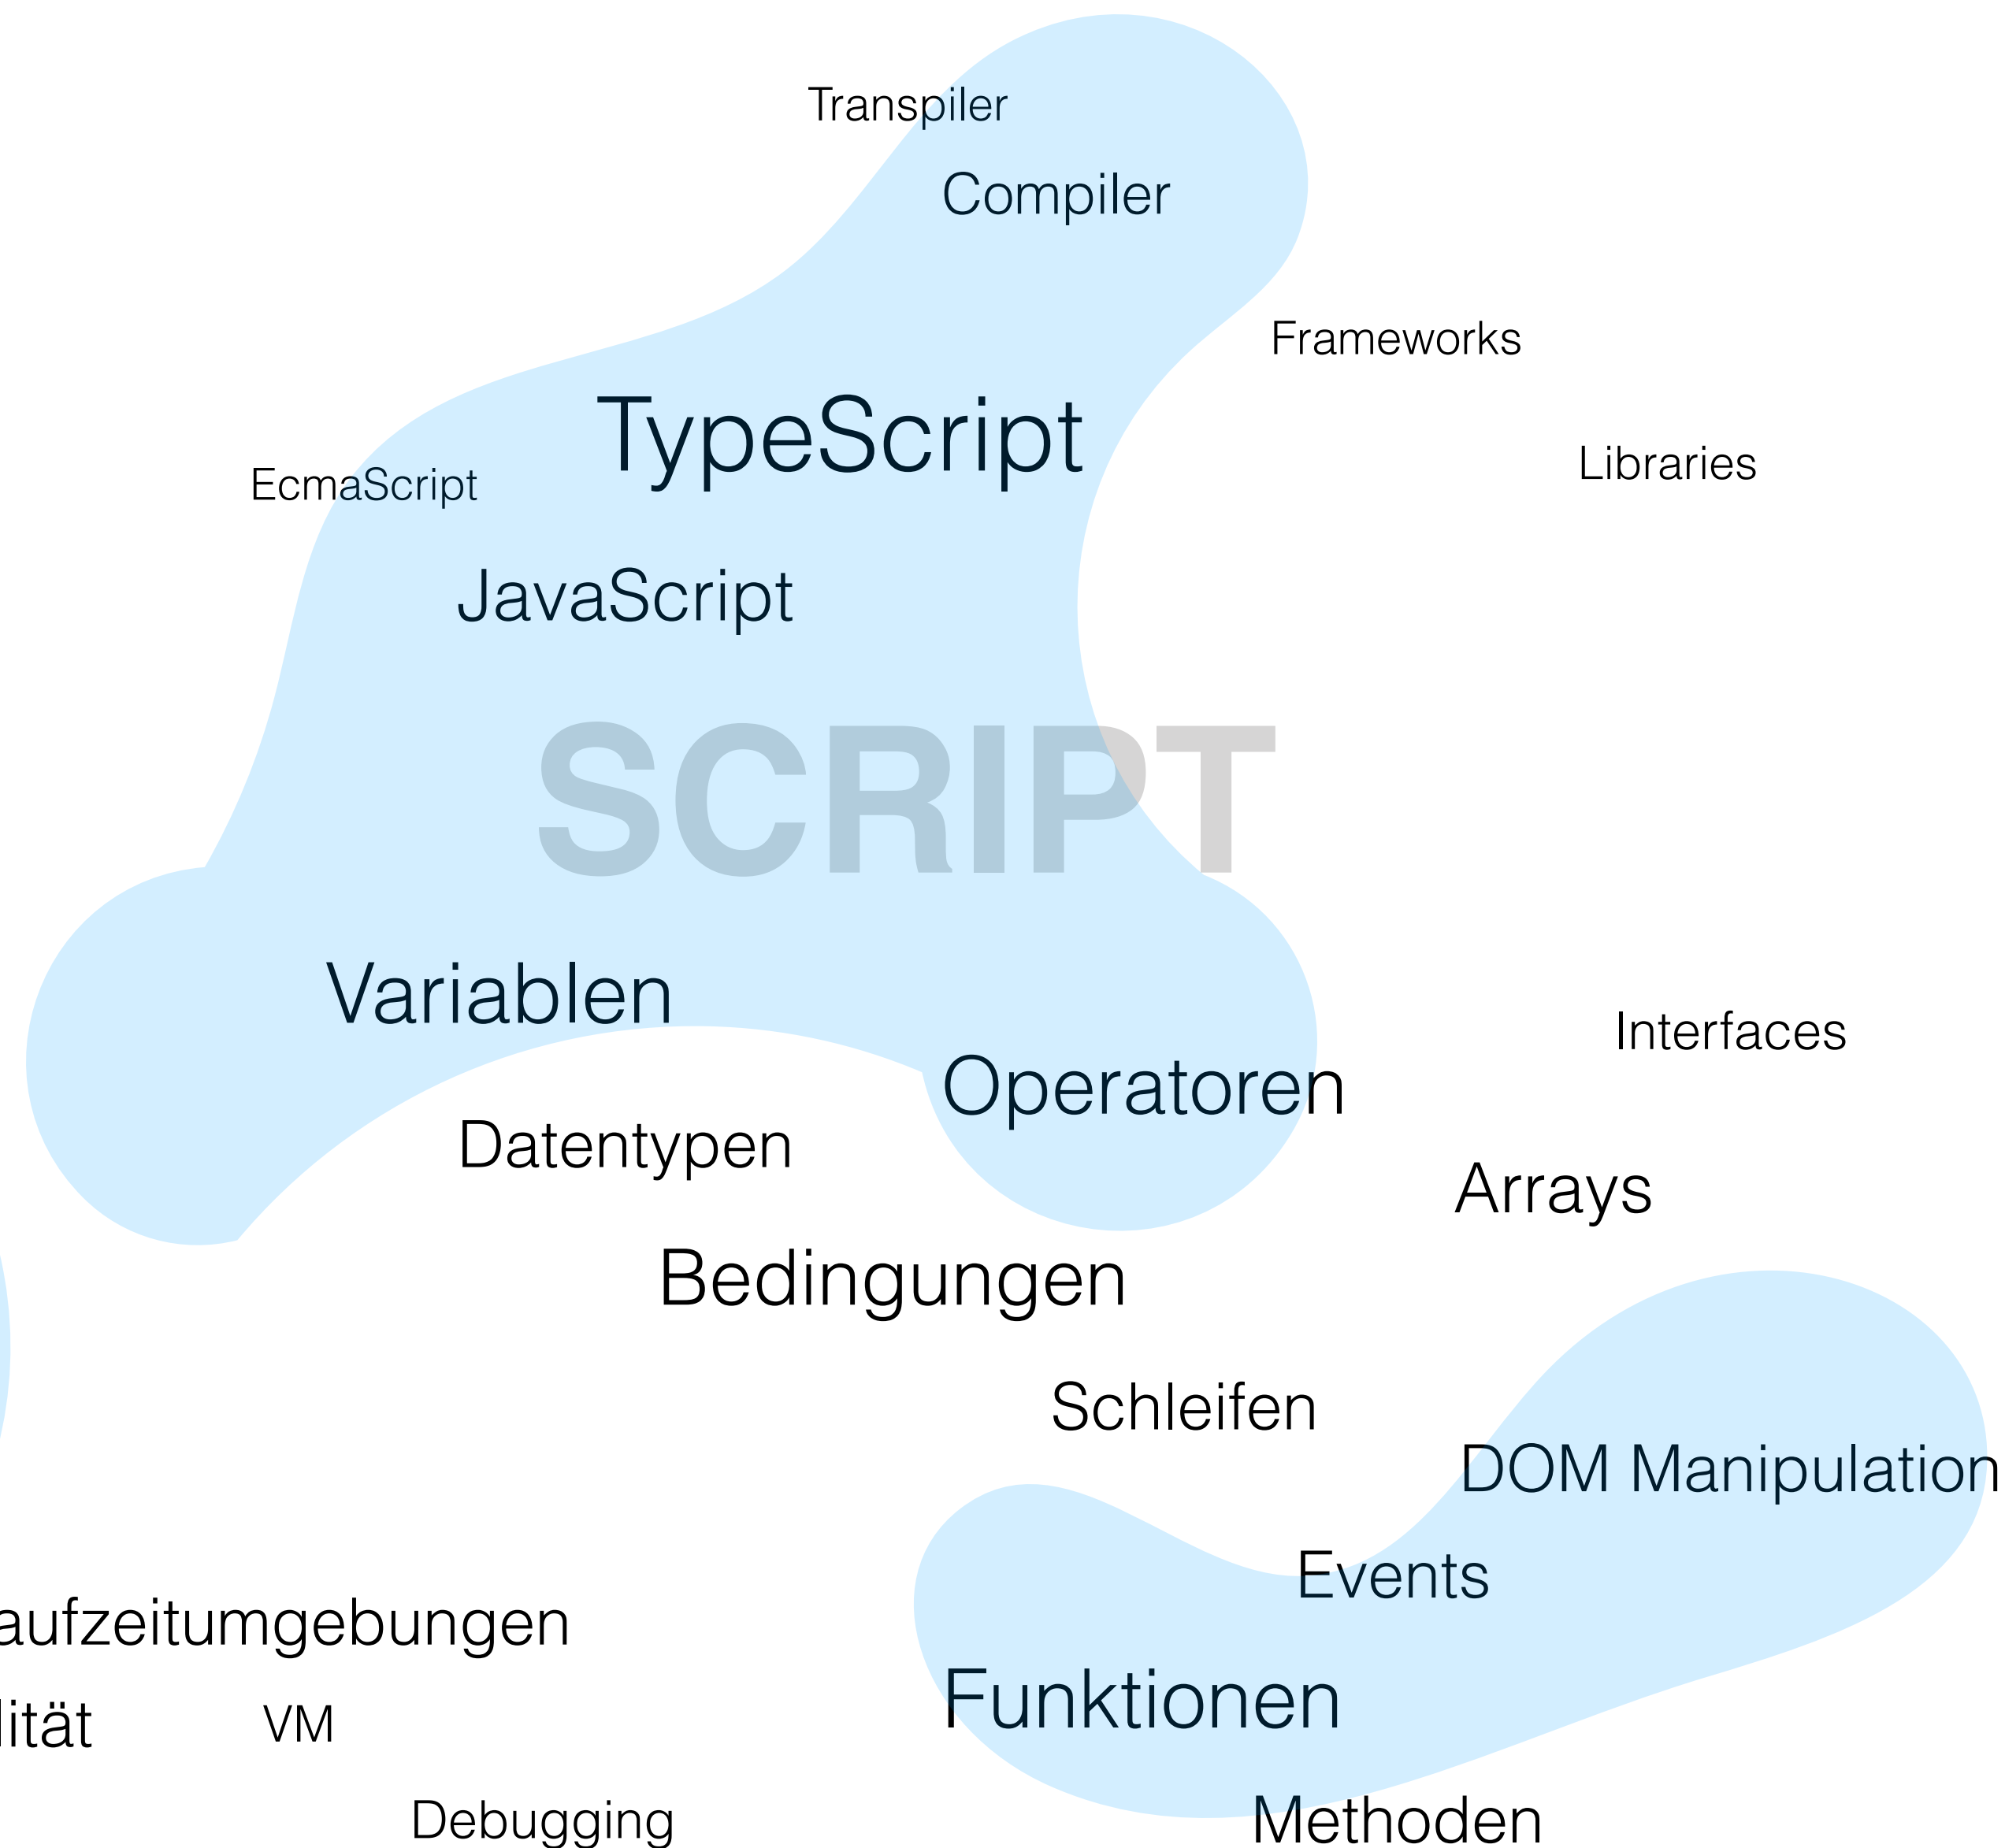 Transpiler
Compiler
Frameworks
TypeScript
Libraries
EcmaScript
JavaScript
SCRIPT
Variablen
Interfaces
Operatoren
Datentypen
Arrays
Bedingungen
Schleifen
DOM Manipulation
Events
aufzeitumgebungen
Funktionen
lität
VM
Debugging
Methoden